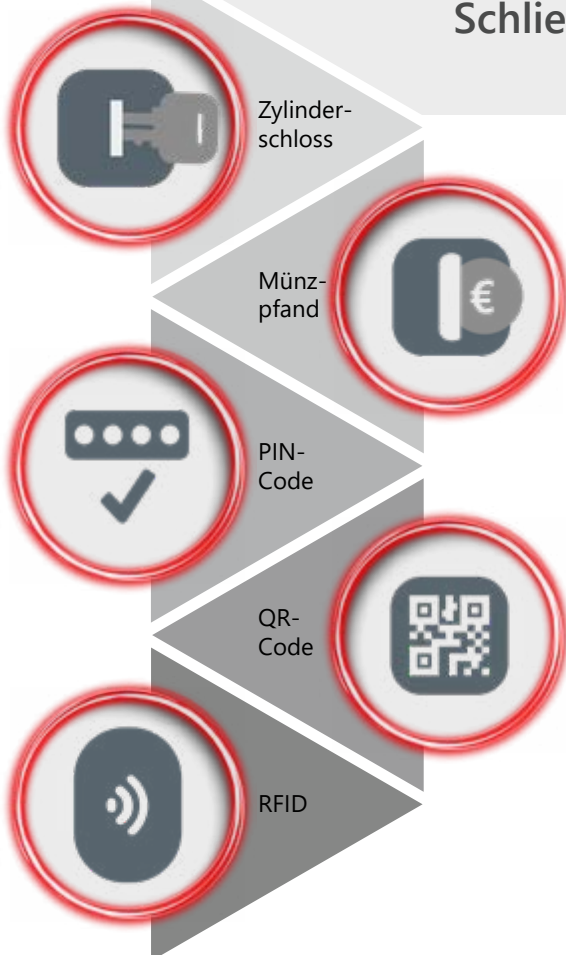 Schlie
Zylinder-
schloss
Münz-
pfand
€
PIN-
Code
QR-
Code
RFID